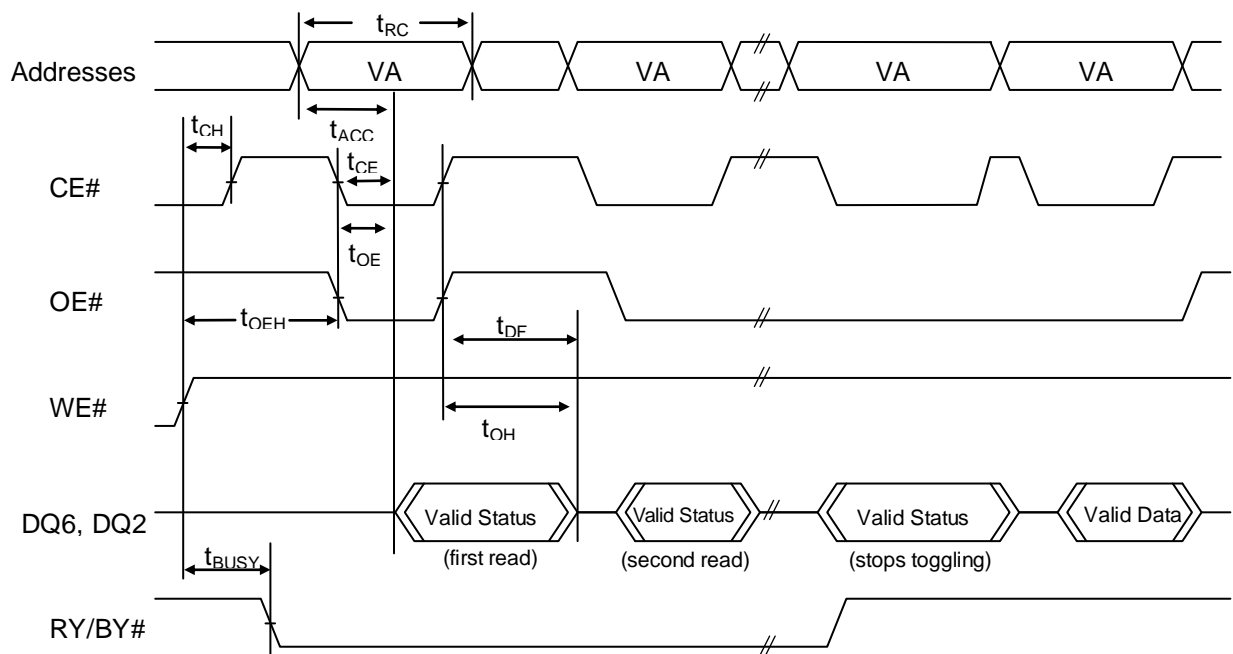 tRC
Addresses
VA
VA
VA
VA
tCH
tACC
tCE
CE#
tOE
OE#
tOEH
tDF
WE#
tOH
DQ6, DQ2
Valid Status
Valid Status
Valid Status
Valid Data
(first read)
(second read)
(stops toggling)
tBUSY
RY/BY#